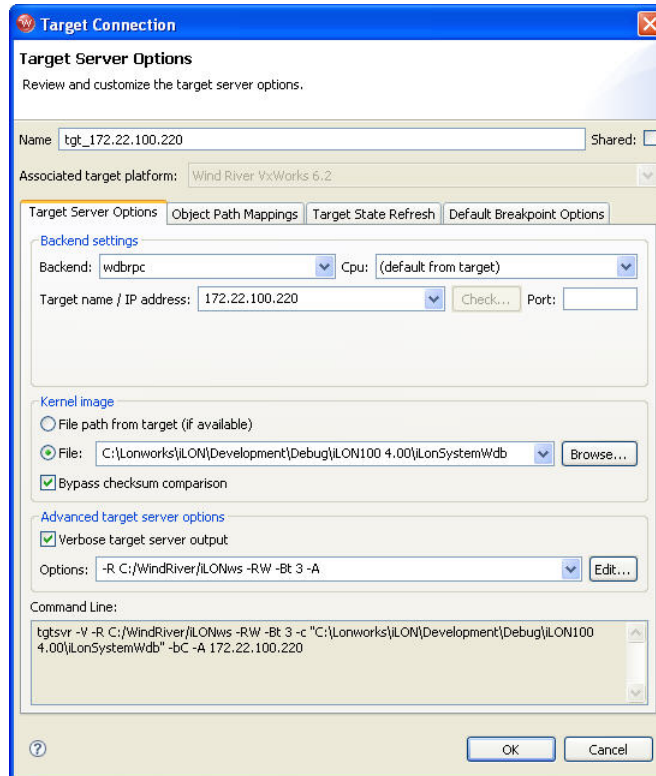 Target Connection
Target Server Options
Review and customize the target server options.
Name tgt_172.22.100.220 Shared:
Associated target platform: Wind River VxWorks 6.2
Target Server Options Object Path Mappings Target State Refresh Default Breakpoint Options
Backend settings
Backend: wdbrpc Cpu: (default from target)
Target name / IP address: 172.22.100.220 Check... Port:
Kernel image
File path from target (if available)
File: C:\Lonworks\iLON\Development\Debug\iLON100 4.00\iLonSystemWdb Browse...
Bypass checksum comparison
Advanced target server options
Verbose target server output
Options: -R C:/WindRiver/iLONws -RW -Bt 3 -A Edit...
Command Line:
tgtsvr -V -R C:/WindRiver/iLONws -RW -Bt 3 -c "C:\Lonworks\iLON\Development\Debug\iLON100
4.00\iLonSystemWdb" -bC -A 172.22.100.220
? OK Cancel